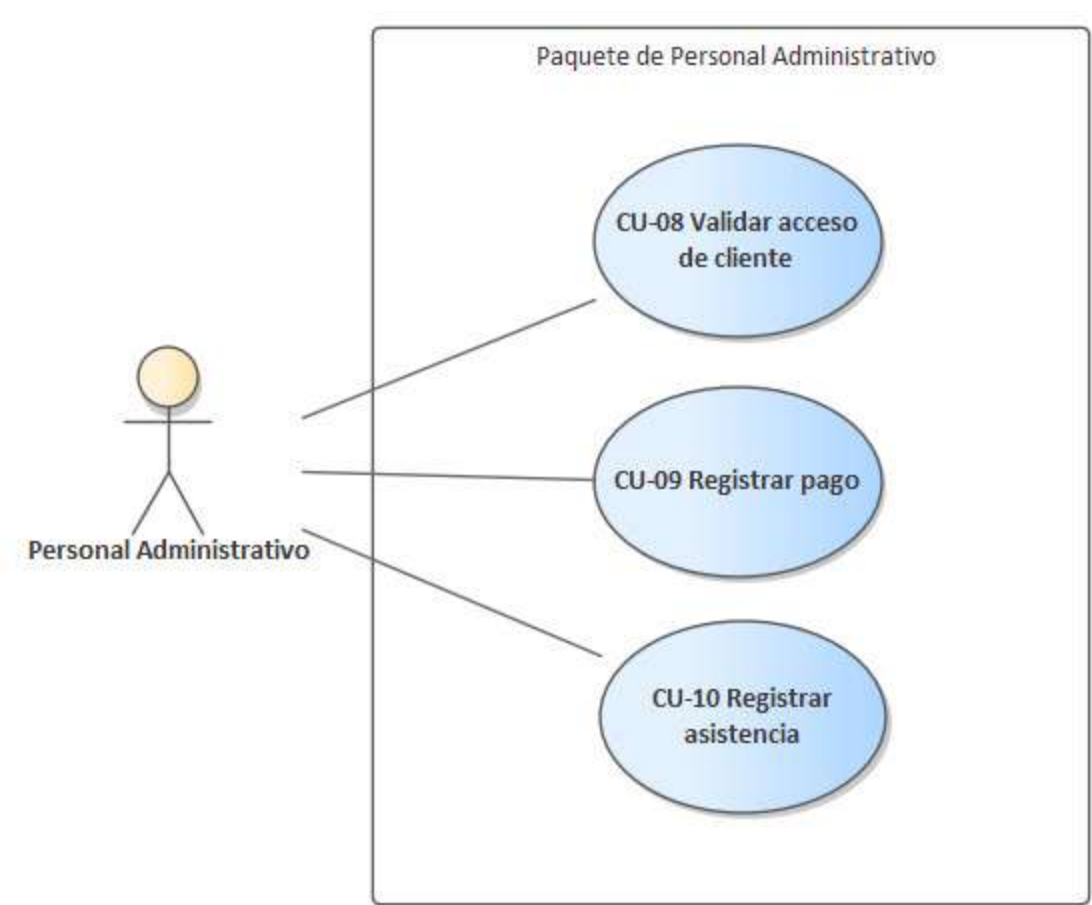 Paquete de Personal Administrativo
CU-08 Validar acceso
de cliente
CU-09 Registrar pago
Personal Administrativo
CU-10 Registrar
asistencia